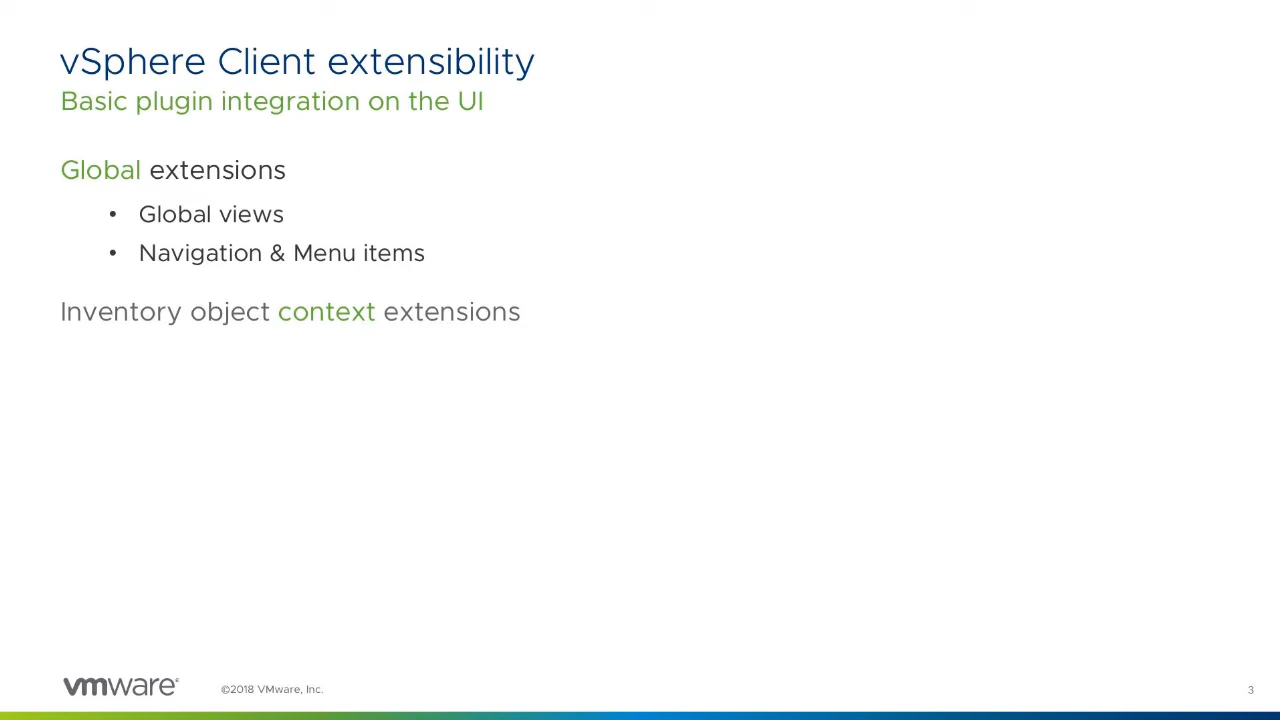 vSphere Client extensibility
Basic plugin integration on the UI
Global extensions
• Global views
• Navigation & Menu items
Inventory object context extensions
vmware®
©2018 VMware, Inc.
3